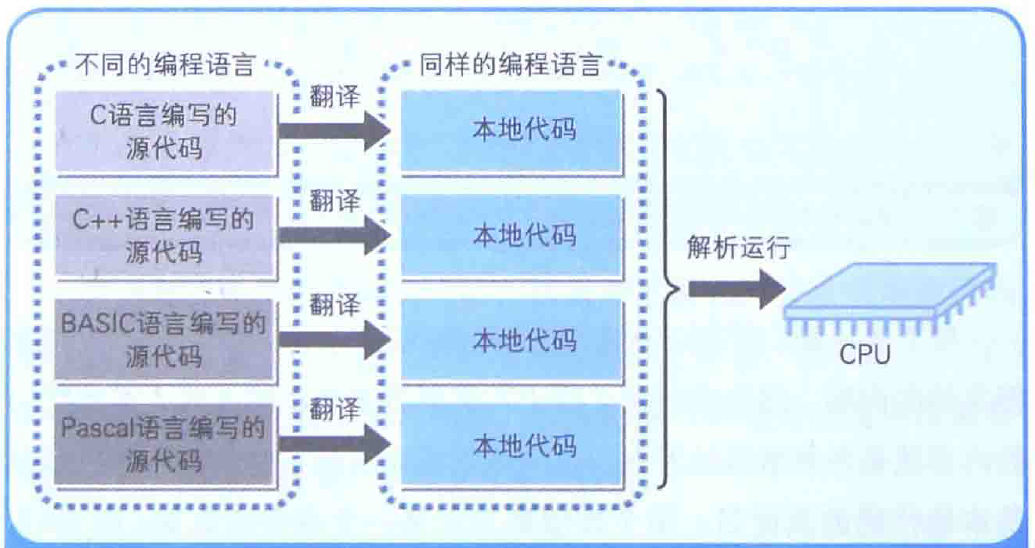 不同的编程语言
同样的编程语言
C语言编写的
源代码
翻译
本地代码
C++语言编写的
源代码
翻译
本地代码
解析运行
BASIC语言编写的
源代码
翻译
本地代码
CPU
Pascal语言编写的
源代码
翻译
本地代码